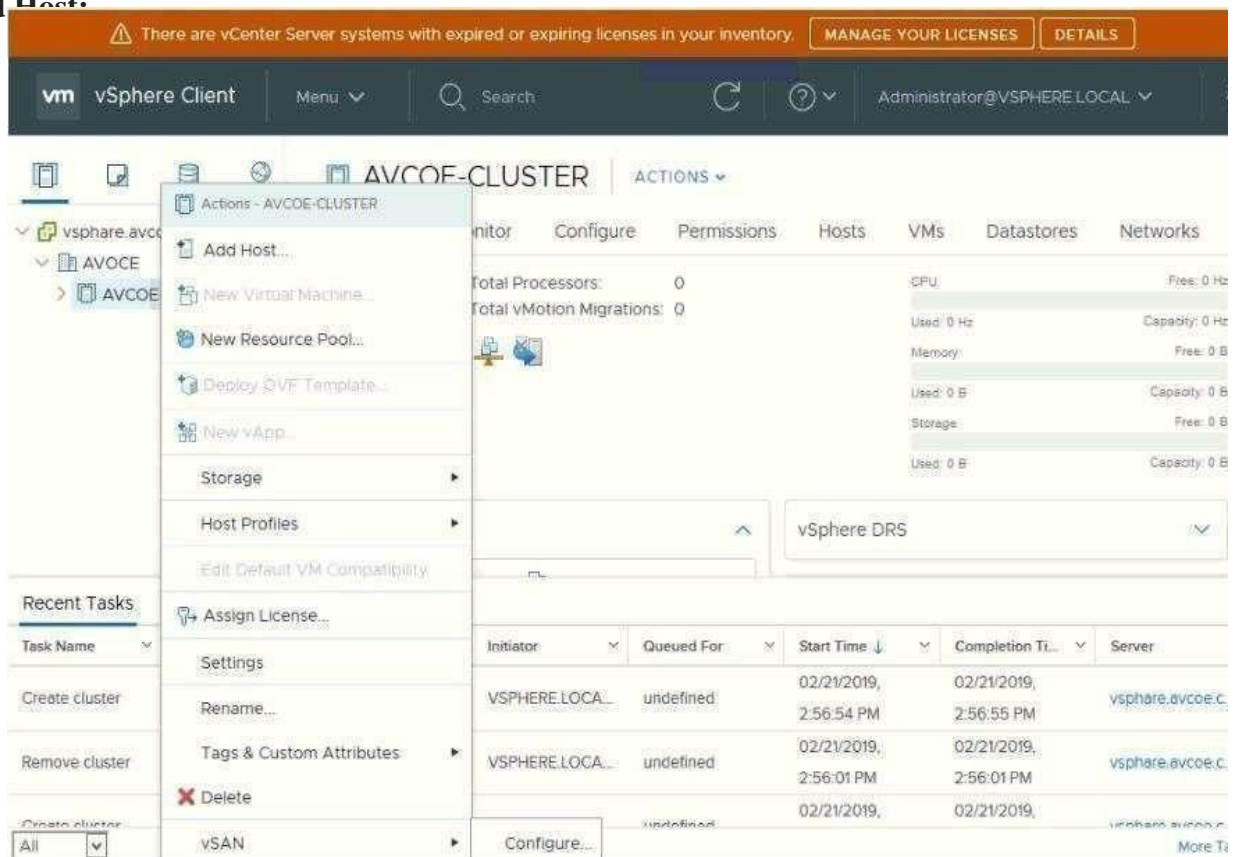 Host:
There are vCenter Server systems with expired or expiring licenses in your inventory. MANAGE YOUR LICENSES DETAILS
vm vSphere Client Menu Search Administrator@VSPHERE.LOCAL
AVCOE-CLUSTER ACTIONS
Actions - AVCOE-CLUSTER
vsphare.avco nitor Configure Permissions Hosts VMs Datastores Networks
Add Host...
AVOCE
Total Processors: 0 CPU Free: 0 Hz
AVCOE New Virtual Machine...
Total vMotion Migrations: 0
Used: 0 Hz Capacity: 0 Hz
New Resource Pool...
Memory Free: 0 B
Deploy OVF Template...
Used: 0 B Capacity: 0 B
Storage Free: 0 B
New vApp...
Used: 0 B Capacity: 0 B
Storage
Host Profiles vSphere DRS
Edit Default VM Compatibility
Recent Tasks
Assign License...
Task Name Initiator Queued For Start Time ↓ Completion Ti... Server
Settings
Create cluster VSPHERE.LOCA... undefined 02/21/2019, 2:56:54 PM 02/21/2019, 2:56:55 PM vsphare.avcoe.c
Rename...
Tags & Custom Attributes
Remove cluster VSPHERE.LOCA... undefined 02/21/2019, 2:56:01 PM 02/21/2019, 2:56:01 PM vsphare.avcoe.c
Delete
Create cluster undefined 02/21/2019, 02/21/2019, vsphare.avcoe.c
All vSAN Configure... More Ta